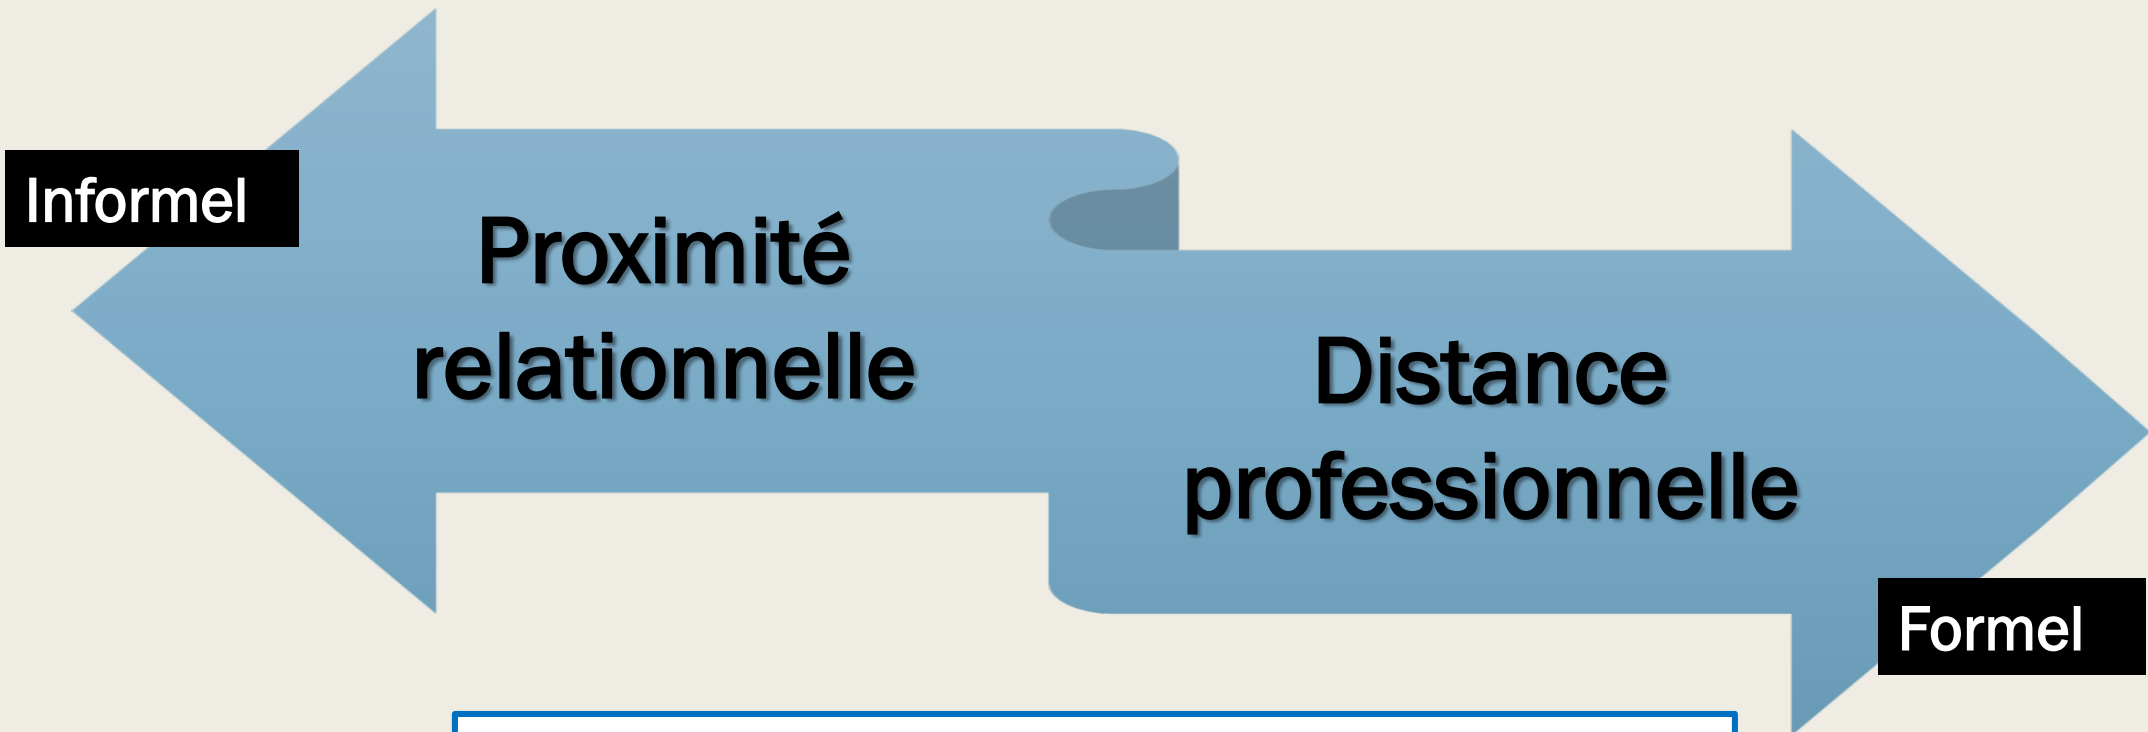 Informel
Proximité
relationnelle
Distance
professionnelle
Formel